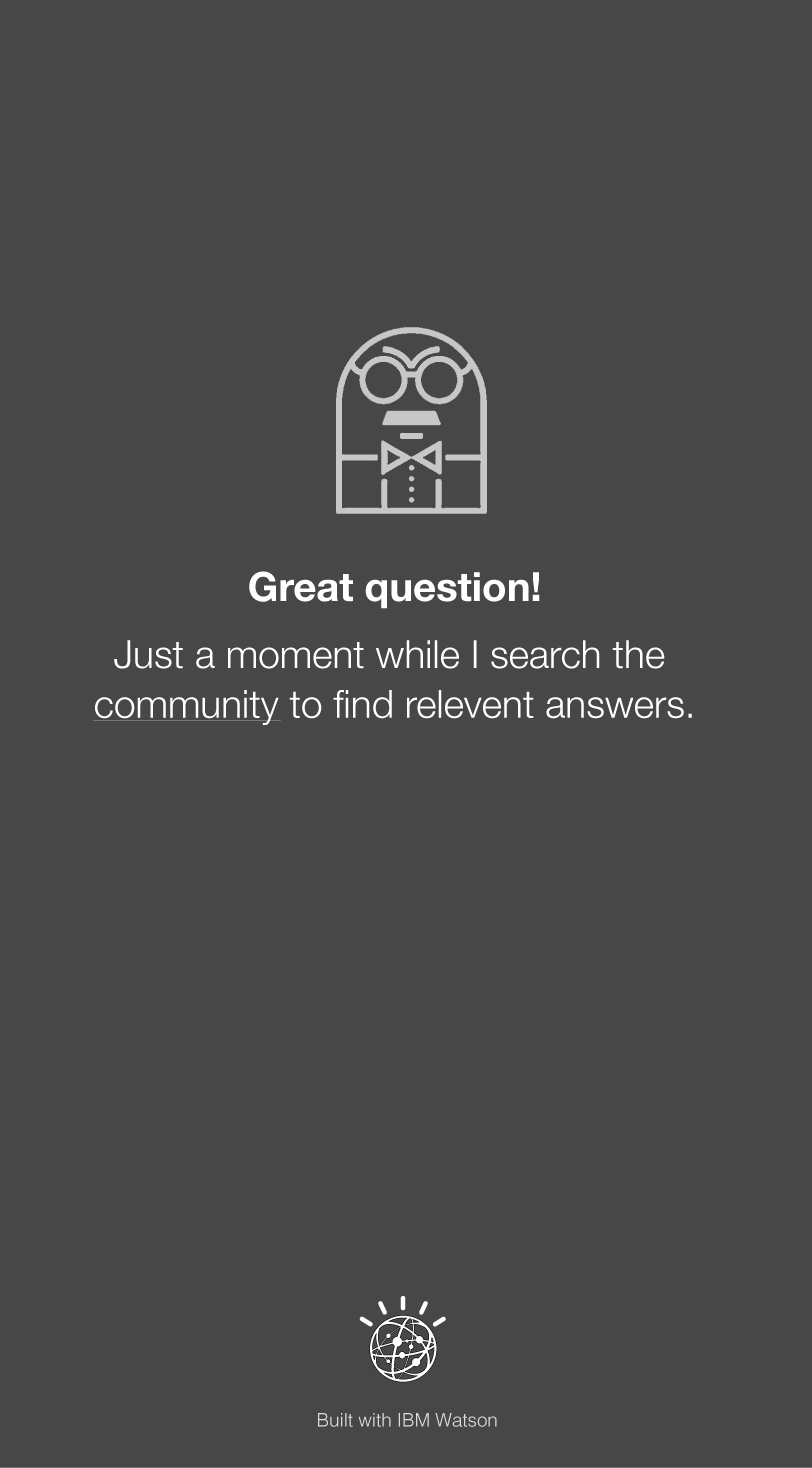 Great question!
Just a moment while I search the
community to find relevent answers.
Built with IBM Watson